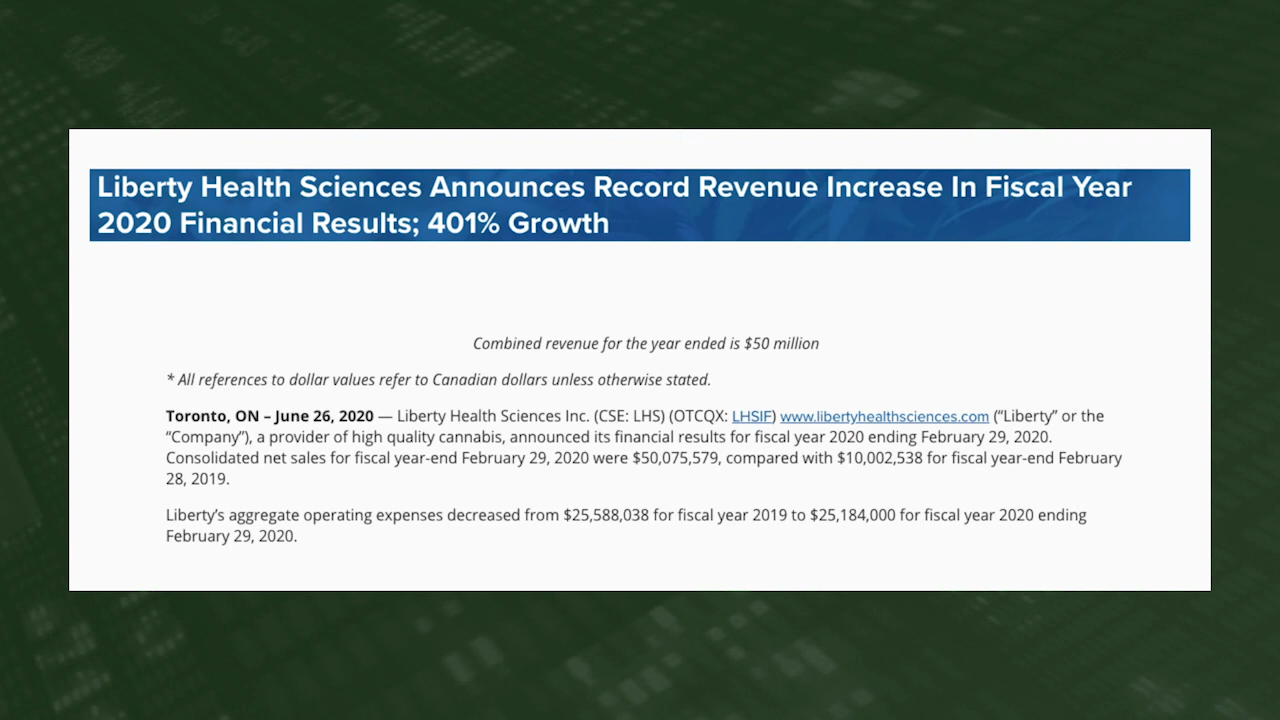 Liberty Health Sciences Announces Record Revenue Increase In Fiscal Year
2020 Financial Results; 401% Growth
Combined revenue for the year ended is $50 million
* All references to dollar values refer to Canadian dollars unless otherwise stated.
Toronto, ON – June 26, 2020 — Liberty Health Sciences Inc. (CSE: LHS) (OTCQX: LHSIF) www.libertyhealthsciences.com (“Liberty” or the
“Company”), a provider of high quality cannabis, announced its financial results for fiscal year 2020 ending February 29, 2020.
Consolidated net sales for fiscal year-end February 29, 2020 were $50,075,579, compared with $10,002,538 for fiscal year-end February
28, 2019.
Liberty’s aggregate operating expenses decreased from $25,588,038 for fiscal year 2019 to $25,184,000 for fiscal year 2020 ending
February 29, 2020.